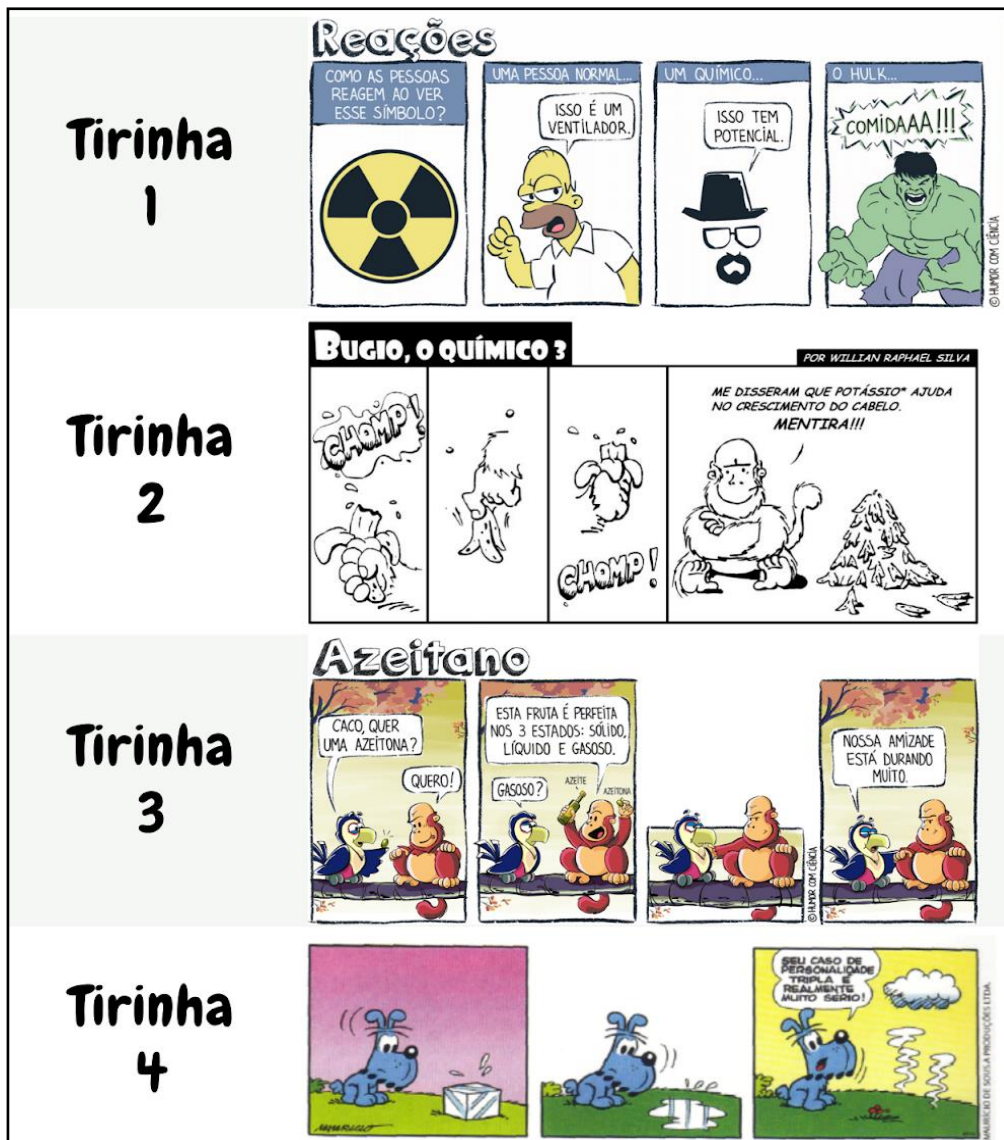 Tirinha
1
Reações
COMO AS PESSOAS
REAGEM AO VER
ESSE SÍMBOLO?
UMA PESSOA NORMAL...
ISSO É UM
VENTILADOR.
UM QUÍMICO...
ISSO TEM
POTENCIAL.
O HULK...
COMIDAAA!!!
© HUMOR COM CIÊNCIA
Tirinha
2
BUGIO, O QUÍMICO 3
POR WILLIAN RAPHAEL SILVA
CHOMP!
CHOMP!
ME DISSERAM QUE POTÁSSIO* AJUDA
NO CRESCIMENTO DO CABELO.
MENTIRA!!!
Tirinha
3
Azeitano
CACO, QUER
UMA AZEITONA?
QUERO!
ESTA FRUTA É PERFEITA
NOS 3 ESTADOS: SÓLIDO,
LÍQUIDO E GASOSO.
GASOSO?
AZEITE
AZEITONA
© HUMOR COM CIÊNCIA
NOSSA AMIZADE
ESTÁ DURANDO
MUITO.
Tirinha
4
MAURICIO
SEU CASO DE
PERSONALIDADE
TRIPLA É
REALMENTE
MUITO SÉRIO!
MAURÍCIO DE SOUSA PRODUÇÕES LTDA.